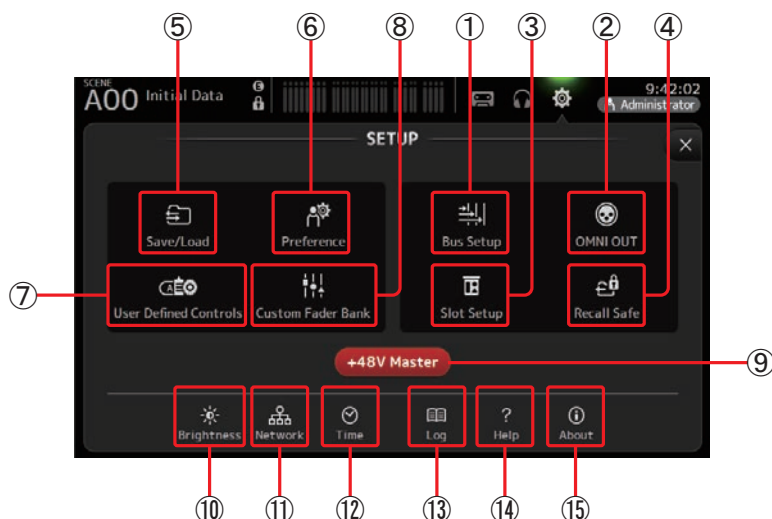 ⑤ ⑥ ⑧ ① ③ ② ④
SCENE
A00 Initial Data
E
9:42:02
Administrator
SETUP
Save/Load
Preference
Bus Setup
OMNI OUT
⑦
User Defined Controls
Custom Fader Bank
Slot Setup
Recall Safe
+48V Master
⑨
Brightness
Network
Time
Log
?
Help
About
⑩ ⑪ ⑫ ⑬ ⑭ ⑮